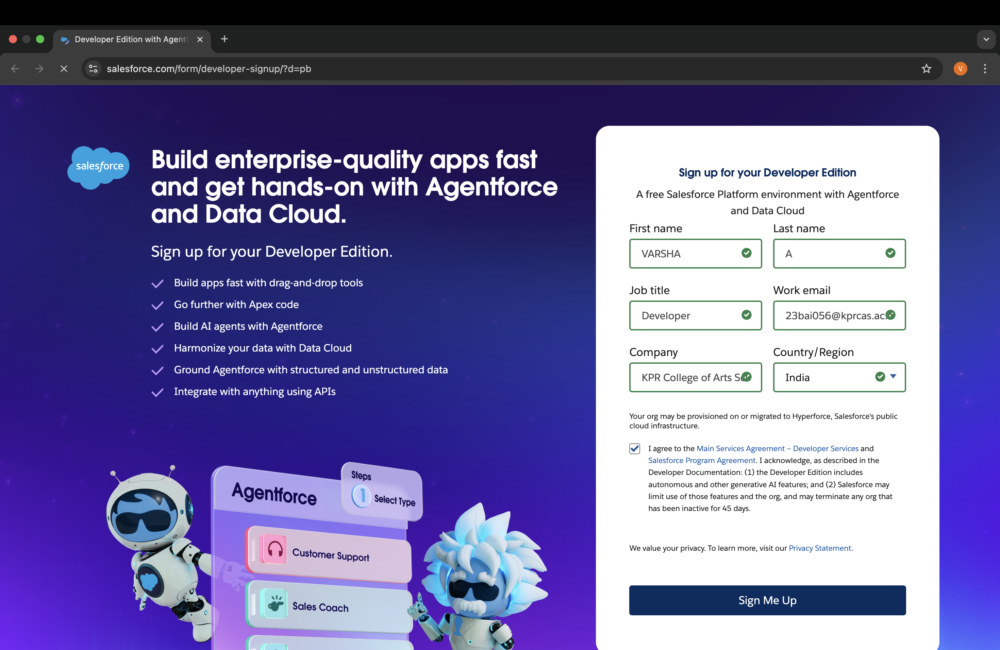 Developer Edition with Agentf
salesforce.com/form/developer-signup/?d=pb
V
salesforce
Build enterprise-quality apps fast
and get hands-on with Agentforce
and Data Cloud.
Sign up for your Developer Edition.
Build apps fast with drag-and-drop tools
Go further with Apex code
Build AI agents with Agentforce
Harmonize your data with Data Cloud
Ground Agentforce with structured and unstructured data
Integrate with anything using APIs
Agentforce
Steps
1 Select Type
Customer Support
Sales Coach
Sign up for your Developer Edition
A free Salesforce Platform environment with Agentforce
and Data Cloud
First name Last name
VARSHA A
Job title Work email
Developer 23bai056@kprcas.ac.
Company Country/Region
KPR College of Arts Sc India
Your org may be provisioned on or migrated to Hyperforce, Salesforce's public
cloud infrastructure.
I agree to the Main Services Agreement – Developer Services and
Salesforce Program Agreement. I acknowledge, as described in the
Developer Documentation: (1) the Developer Edition includes
autonomous and other generative AI features; and (2) Salesforce may
limit use of those features and the org, and may terminate any org that
has been inactive for 45 days.
We value your privacy. To learn more, visit our Privacy Statement.
Sign Me Up